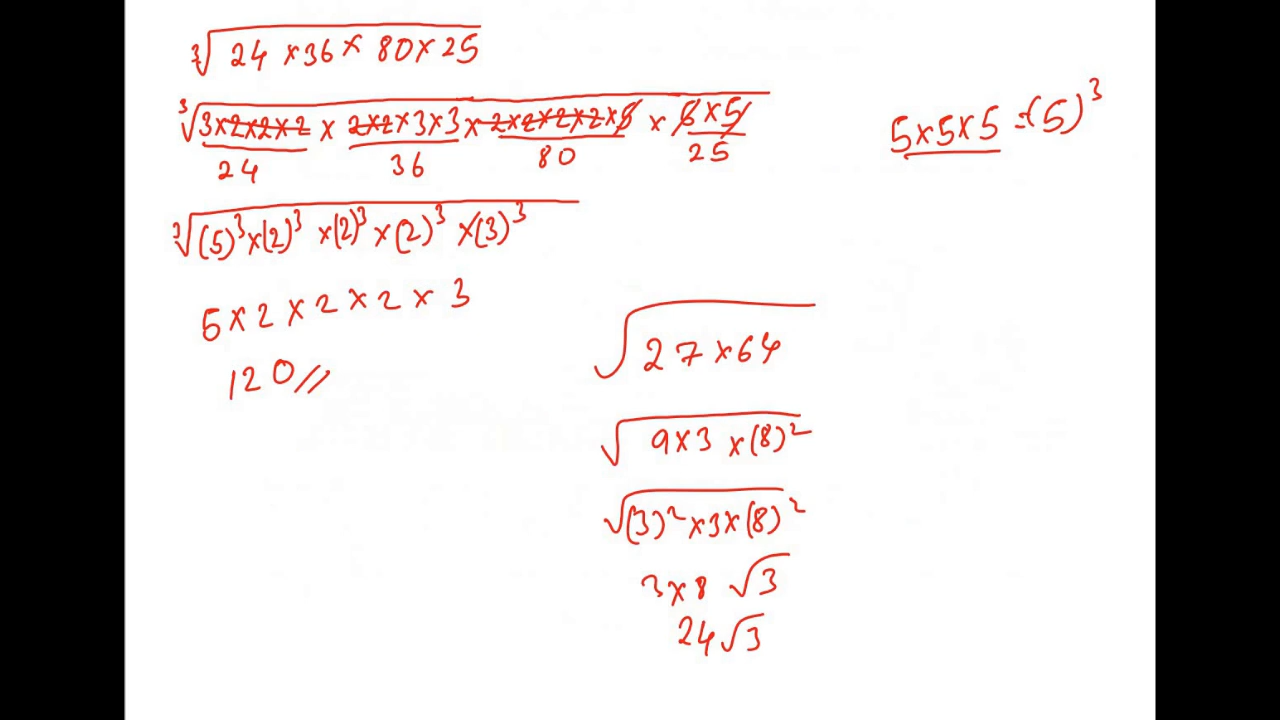 ∛24 × 36 × 80 × 25
∛3×2×2×2 × 2×2×3×3 × 2×2×2×2×5 × 5×5
24 36 80 25
5×5×5 = (5)³
∛(5)³×(2)³ ×(2)³ ×(2)³ ×(3)³
5 × 2 × 2 × 2 × 3
120//
√27 × 64
√9×3 ×(8)²
√(3)² ×3×(8)²
3×8 √3
24√3